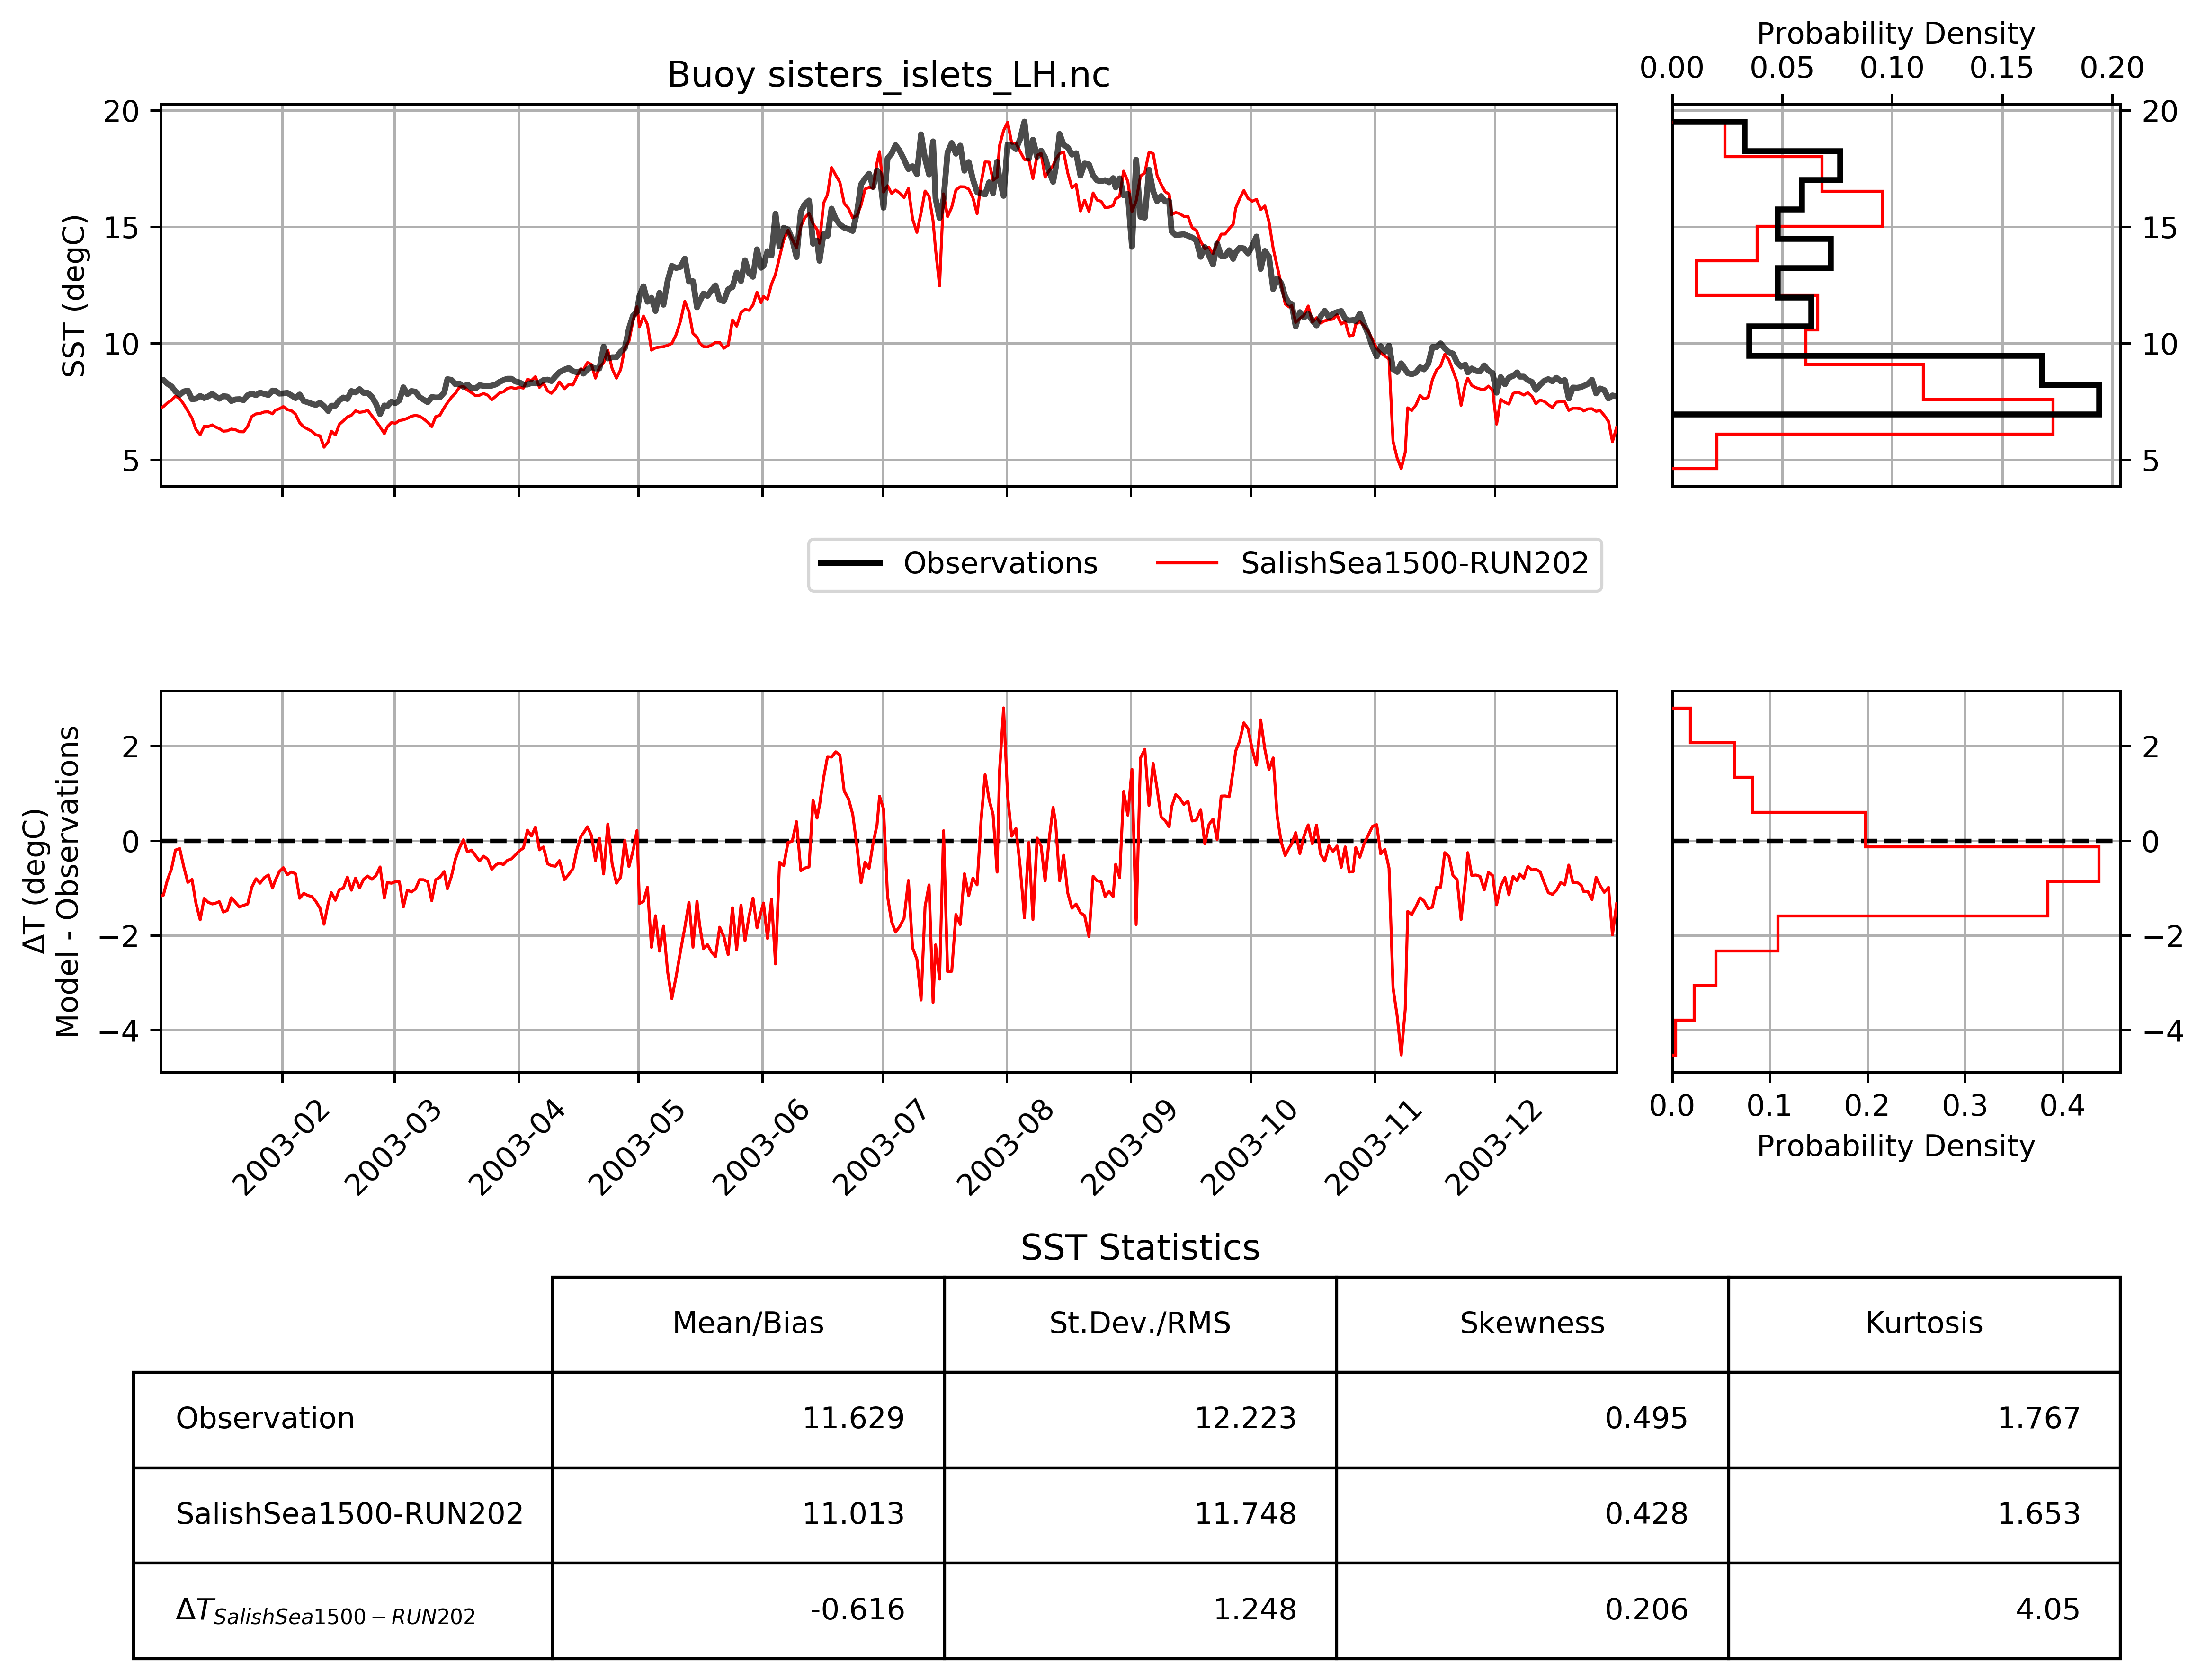 Probability Density
0.00 0.05 0.10 0.15 0.20
Buoy sisters_islets_LH.nc
SST (degC)
20
15
10
5
20
15
10
5
Observations SalishSea1500-RUN202
ΔT (degC)
Model - Observations
2
0
−2
−4
2
0
−2
−4
2003-02 2003-03 2003-04 2003-05 2003-06 2003-07 2003-08 2003-09 2003-10 2003-11 2003-12
0.0 0.1 0.2 0.3 0.4
Probability Density
SST Statistics
Mean/Bias St.Dev./RMS Skewness Kurtosis
Observation 11.629 12.223 0.495 1.767
SalishSea1500-RUN202 11.013 11.748 0.428 1.653
ΔT SalishSea1500−RUN202 -0.616 1.248 0.206 4.05